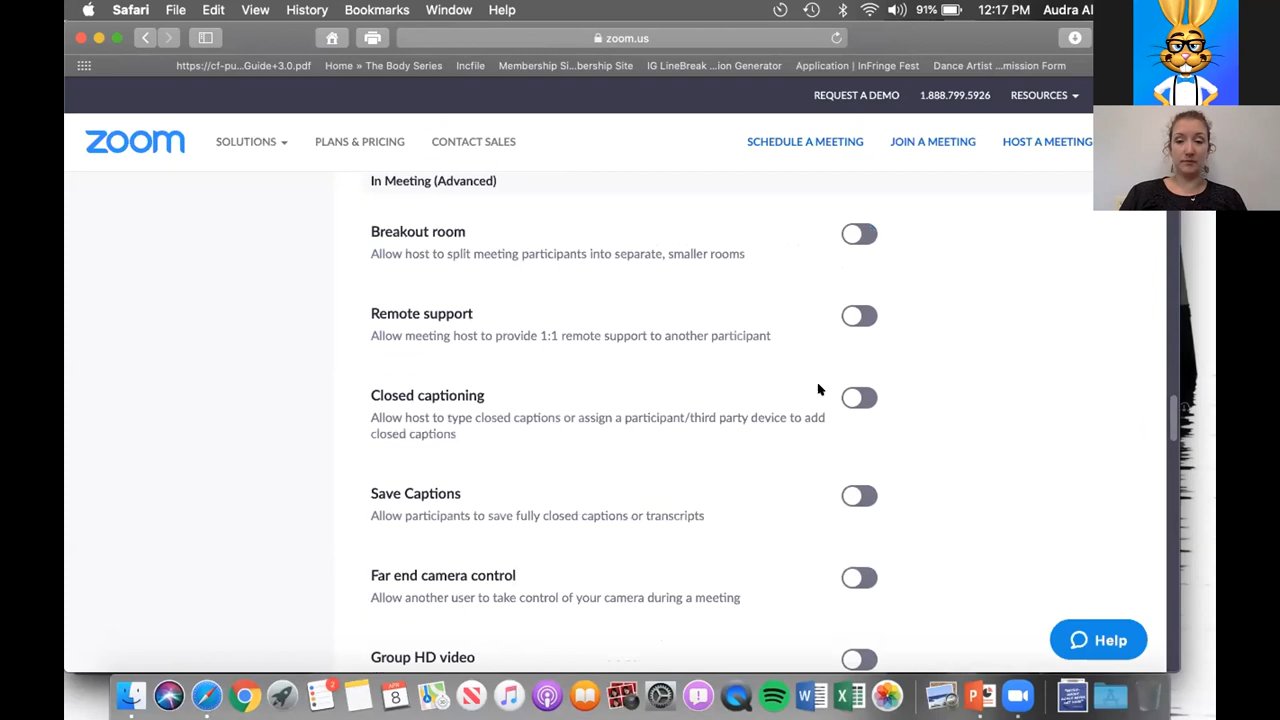 Safari File Edit View History Bookmarks Window Help 91% 12:17 PM Audra Al
zoom.us
https://cf-pu...Guide+3.0.pdf Home » The Body Series IG LineBreak ...ion Generator Application | InFringe Fest Dance Artist ...mission Form
REQUEST A DEMO 1.888.799.5926 RESOURCES
zoom SOLUTIONS PLANS & PRICING CONTACT SALES SCHEDULE A MEETING JOIN A MEETING HOST A MEETING
In Meeting (Advanced)
Breakout room
Allow host to split meeting participants into separate, smaller rooms
Remote support
Allow meeting host to provide 1:1 remote support to another participant
Closed captioning
Allow host to type closed captions or assign a participant/third party device to add
closed captions
Save Captions
Allow participants to save fully closed captions or transcripts
Far end camera control
Allow another user to take control of your camera during a meeting
Help
Group HD video
2
APR
8